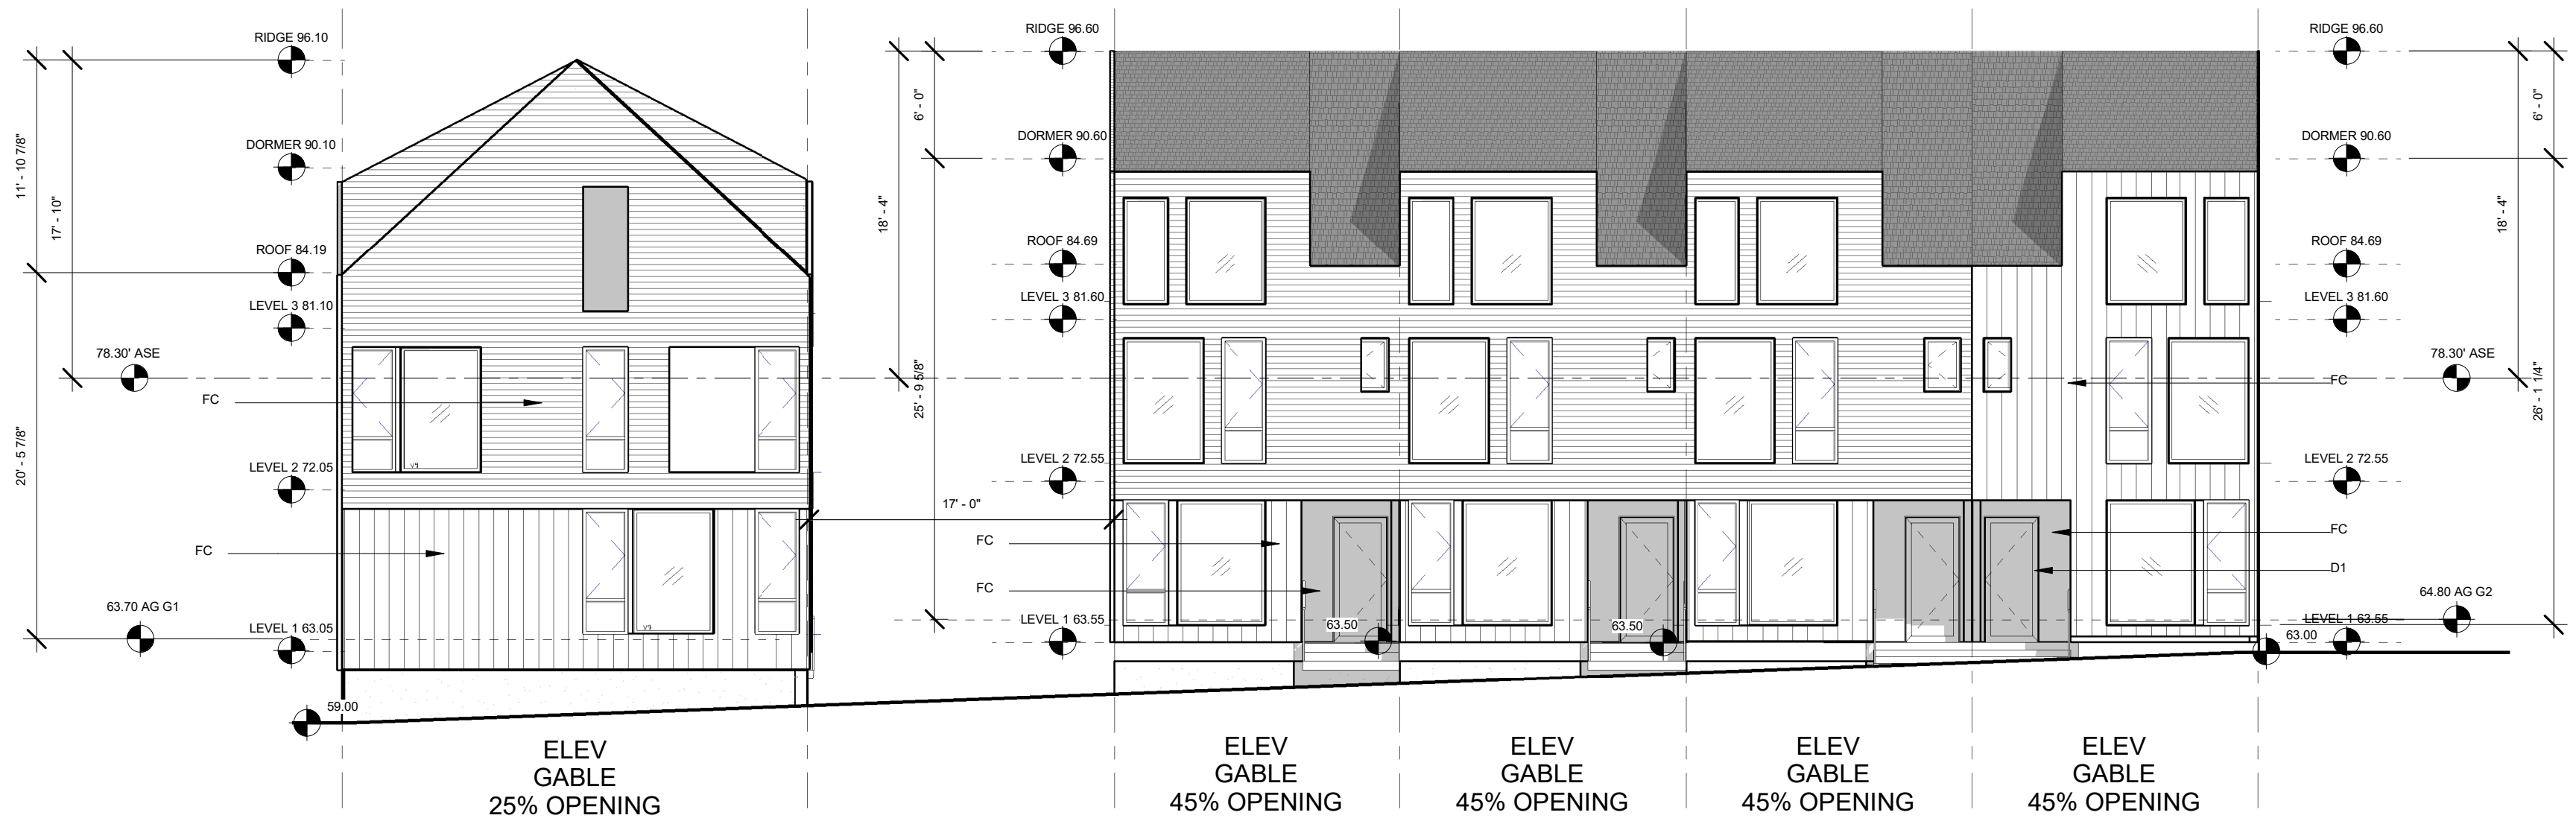 RIDGE 96.10
DORMER 90.10
ROOF 84.19
LEVEL 3 81.10
78.30' ASE
LEVEL 2 72.05
63.70 AG G1
LEVEL 1 63.05
59.00
11' - 10 7/8"
17' - 10"
20' - 5 7/8"
FC
FC
ELEV
GABLE
25% OPENING
17' - 0"
RIDGE 96.60
DORMER 90.60
ROOF 84.69
LEVEL 3 81.60
LEVEL 2 72.55
LEVEL 1 63.55
6' - 0"
18' - 4"
25' - 9 5/8"
FC
FC
63.50
63.50
ELEV
GABLE
45% OPENING
ELEV
GABLE
45% OPENING
ELEV
GABLE
45% OPENING
ELEV
GABLE
45% OPENING
RIDGE 96.60
DORMER 90.60
ROOF 84.69
LEVEL 3 81.60
78.30' ASE
FC
LEVEL 2 72.55
FC
D1
64.80 AG G2
LEVEL 1 63.55
63.00
6' - 0"
18' - 4"
26' - 1 1/4"